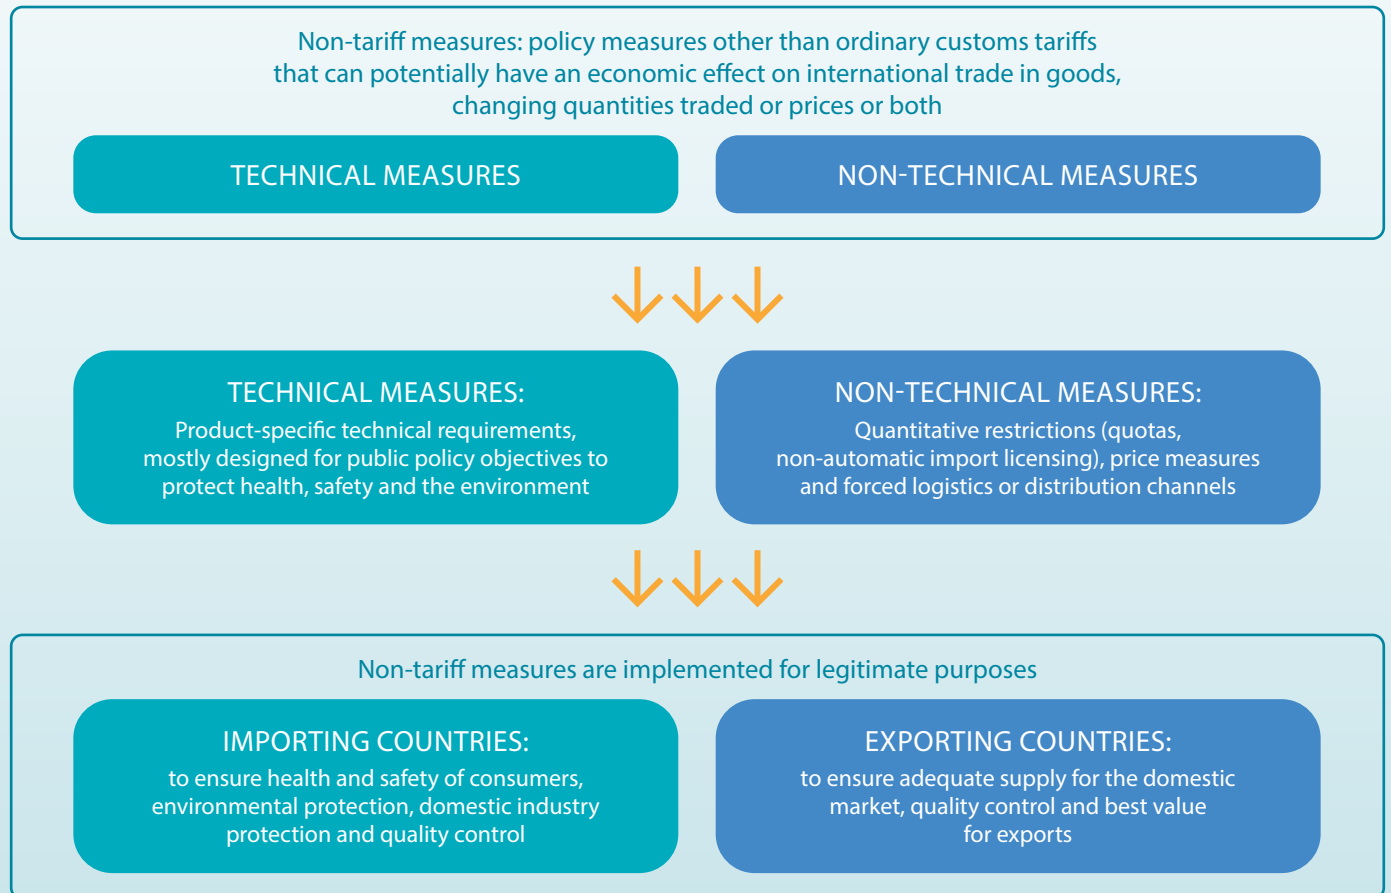 Non-tariff measures: policy measures other than ordinary customs tariffs
that can potentially have an economic effect on international trade in goods,
changing quantities traded or prices or both
TECHNICAL MEASURES
NON-TECHNICAL MEASURES
TECHNICAL MEASURES:
Product-specific technical requirements,
mostly designed for public policy objectives to
protect health, safety and the environment
NON-TECHNICAL MEASURES:
Quantitative restrictions (quotas,
non-automatic import licensing), price measures
and forced logistics or distribution channels
Non-tariff measures are implemented for legitimate purposes
IMPORTING COUNTRIES:
to ensure health and safety of consumers,
environmental protection, domestic industry
protection and quality control
EXPORTING COUNTRIES:
to ensure adequate supply for the domestic
market, quality control and best value
for exports